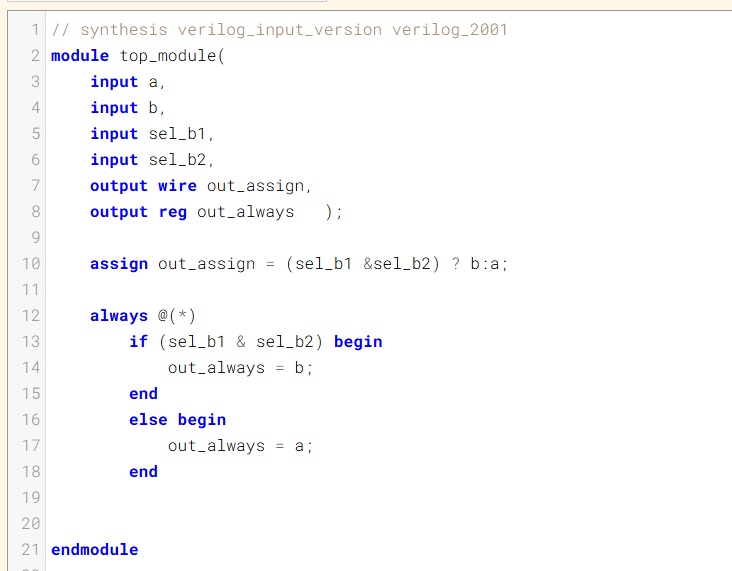 1 // synthesis verilog_input_version verilog_2001
2 module top_module(
3     input a,
4     input b,
5     input sel_b1,
6     input sel_b2,
7     output wire out_assign,
8     output reg out_always   );
9
10     assign out_assign = (sel_b1 &sel_b2) ? b:a;
11
12     always @(*)
13         if (sel_b1 & sel_b2) begin
14             out_always = b;
15         end
16         else begin
17             out_always = a;
18         end
19
20
21 endmodule